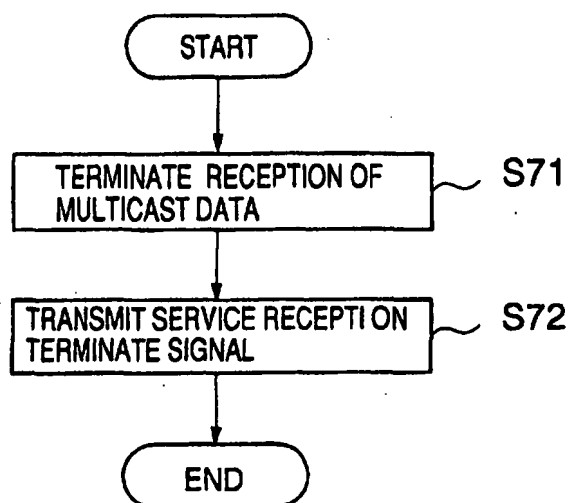 START
TERMINATE RECEPTION OF
MULTICAST DATA
S71
TRANSMIT SERVICE RECEPTI ON
TERMINATE SIGNAL
S72
END